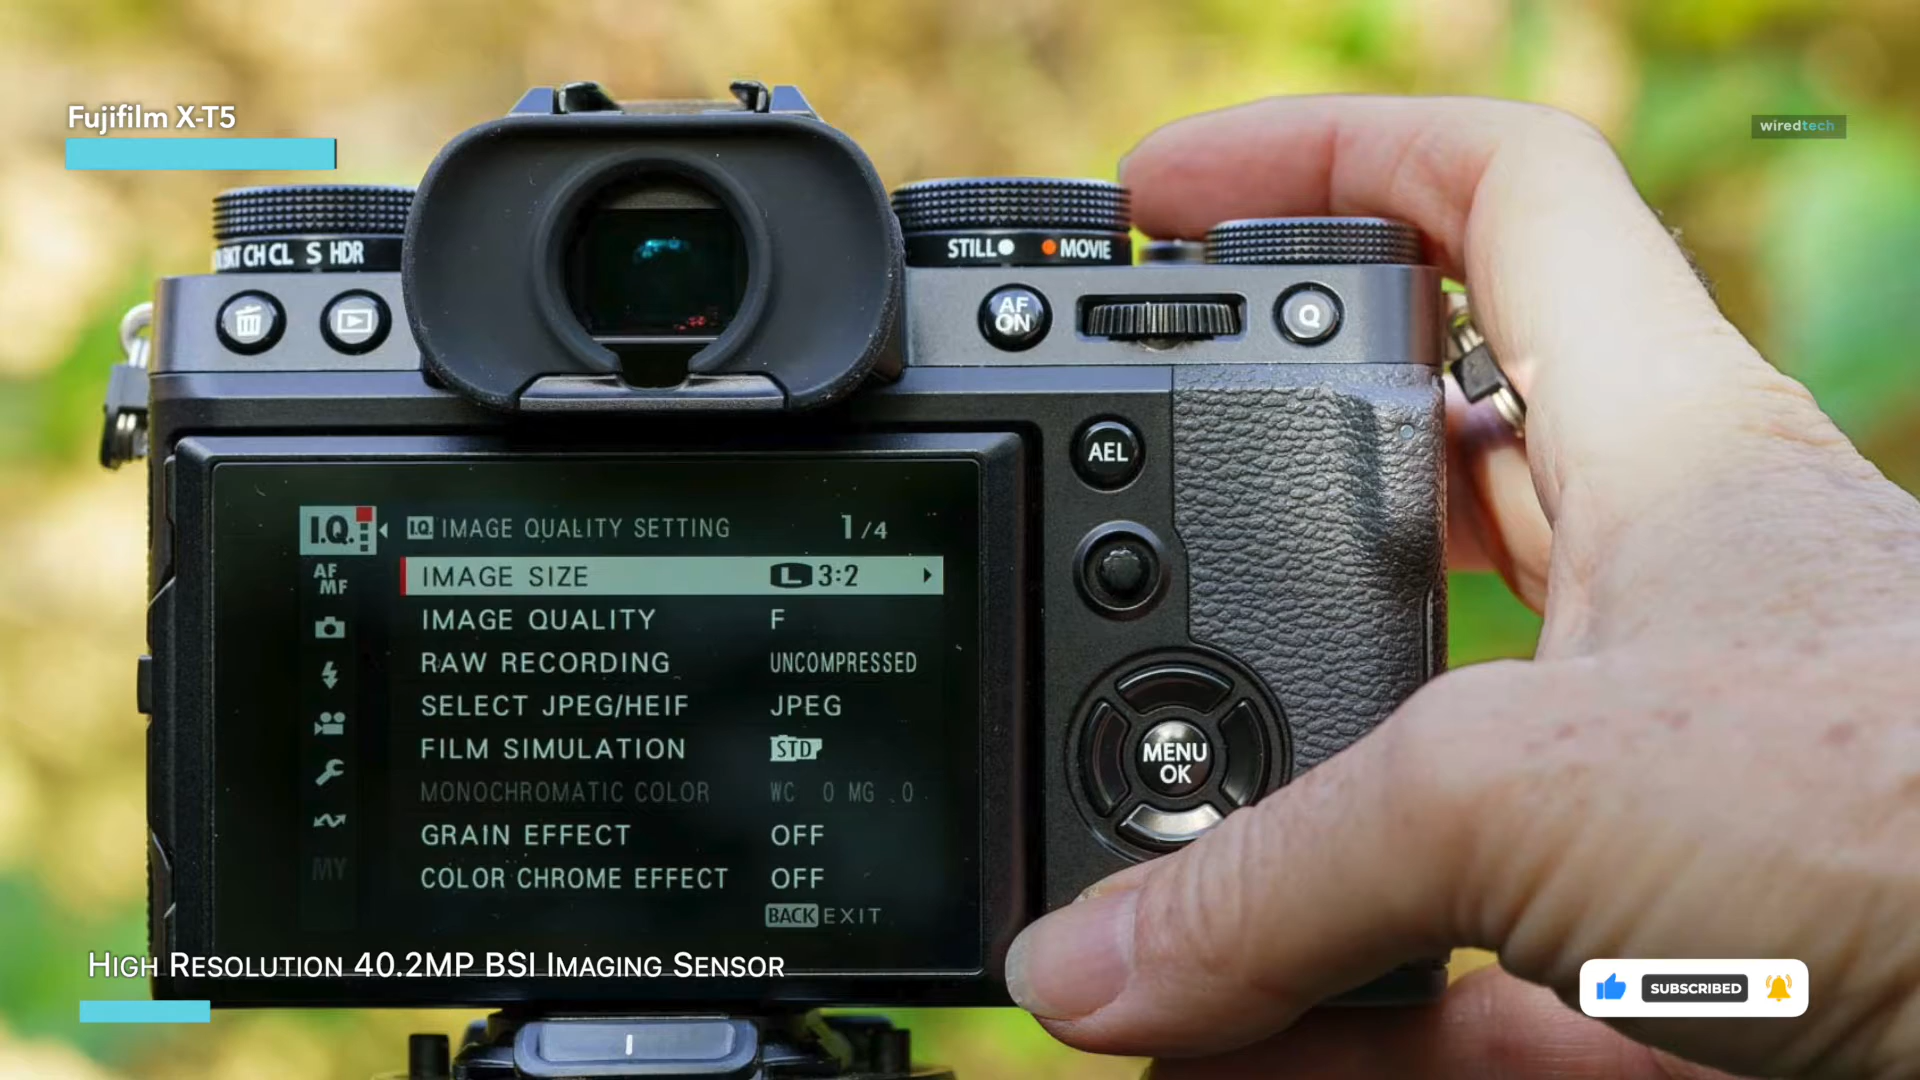 Fujifilm X-T5
wiredtech
BKT CH CL S HDR
STILL MOVIE
AF
ON
Q
AEL
I.Q. IMAGE QUALITY SETTING 1/4
I.Q.
IMAGE SIZE L 3:2
AF
MF
IMAGE QUALITY F
RAW RECORDING UNCOMPRESSED
SELECT JPEG/HEIF JPEG
FILM SIMULATION STD
MONOCHROMATIC COLOR WC 0 MG 0
GRAIN EFFECT OFF
MY
COLOR CHROME EFFECT OFF
BACK EXIT
MENU
OK
HIGH RESOLUTION 40.2MP BSI IMAGING SENSOR
SUBSCRIBED